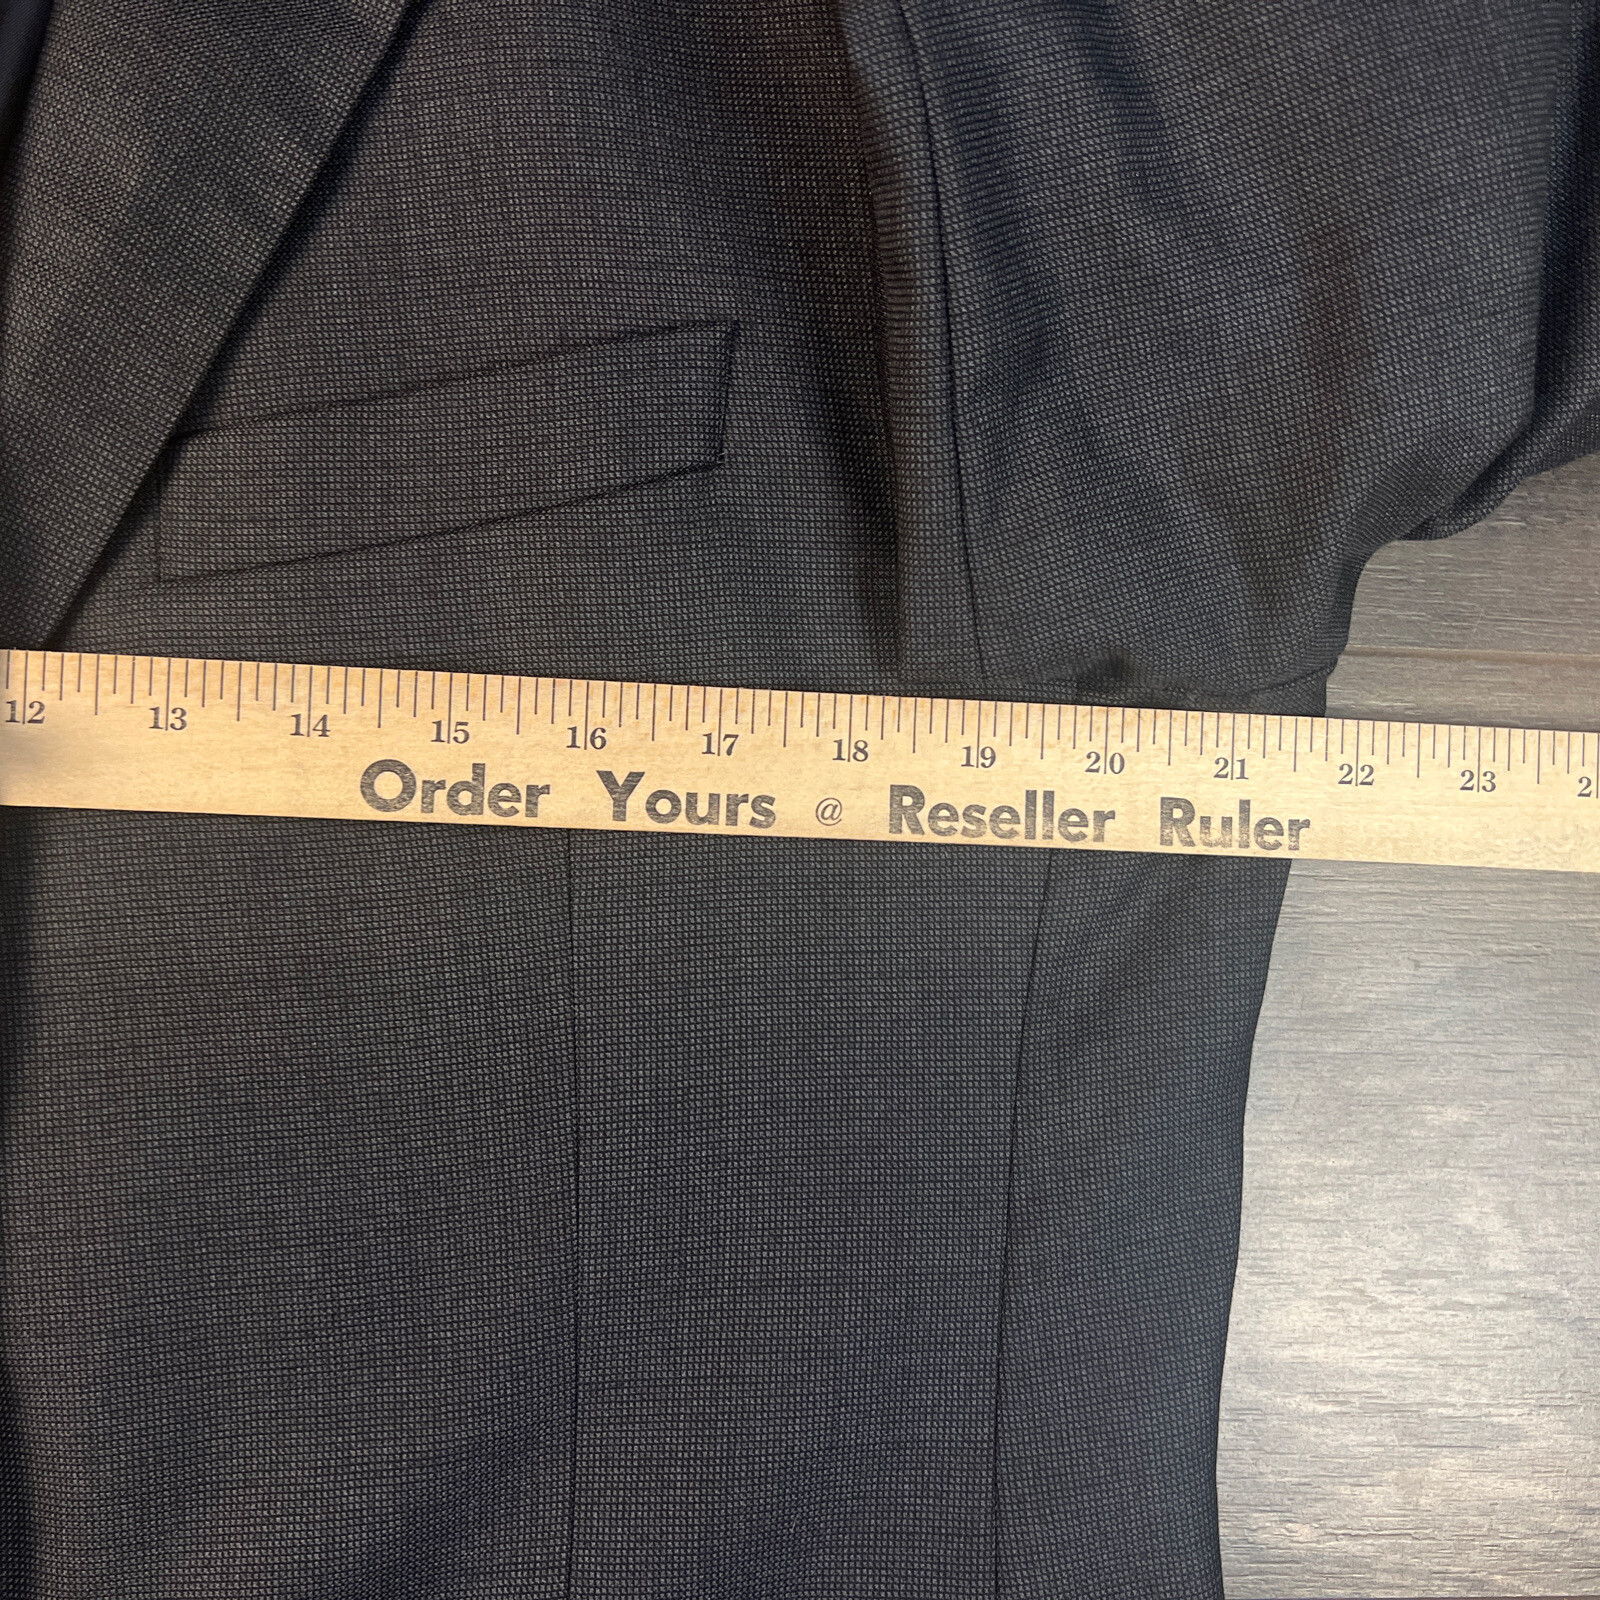 12 13 14 15 16 17 18 19 20 21 22 23
Order Yours @ Reseller Ruler